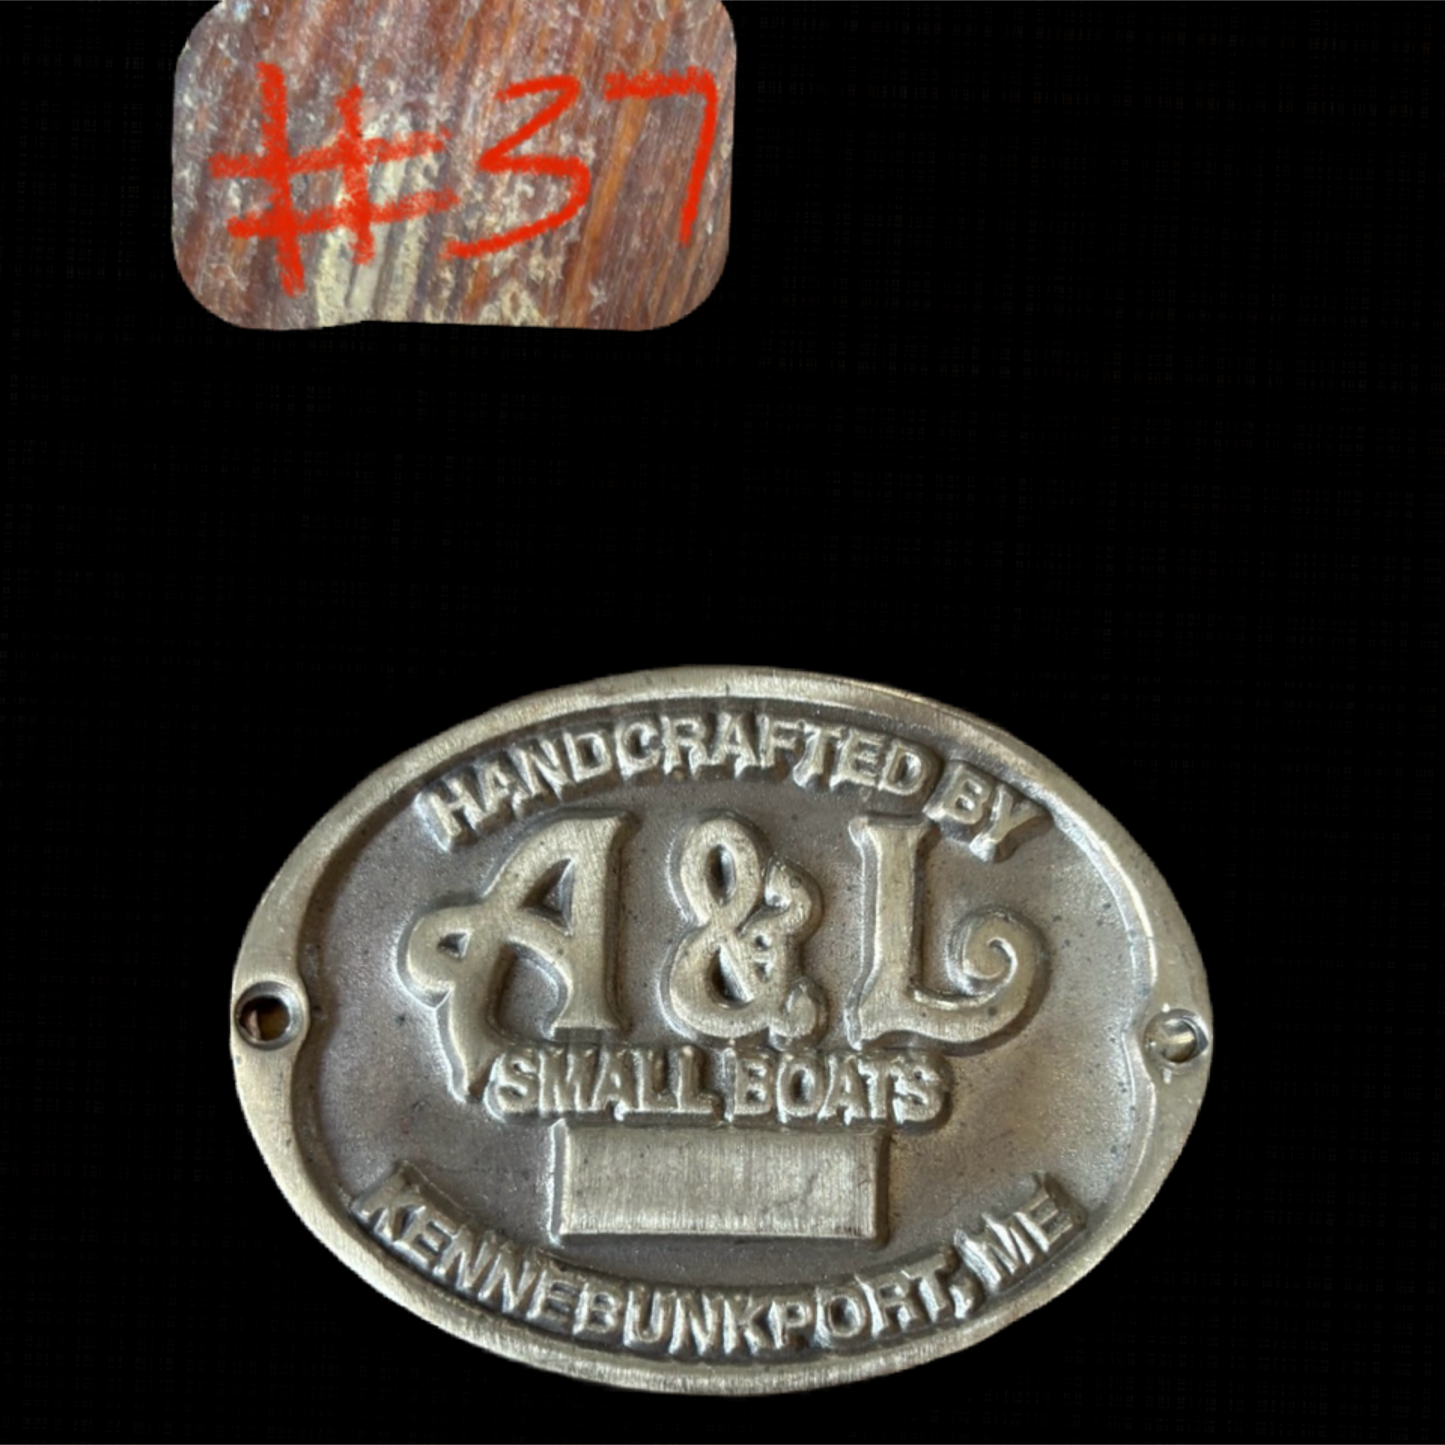 #37
HANDCRAFTED BY
A & L
SMALL BOATS
KENNEBUNKPORT, ME